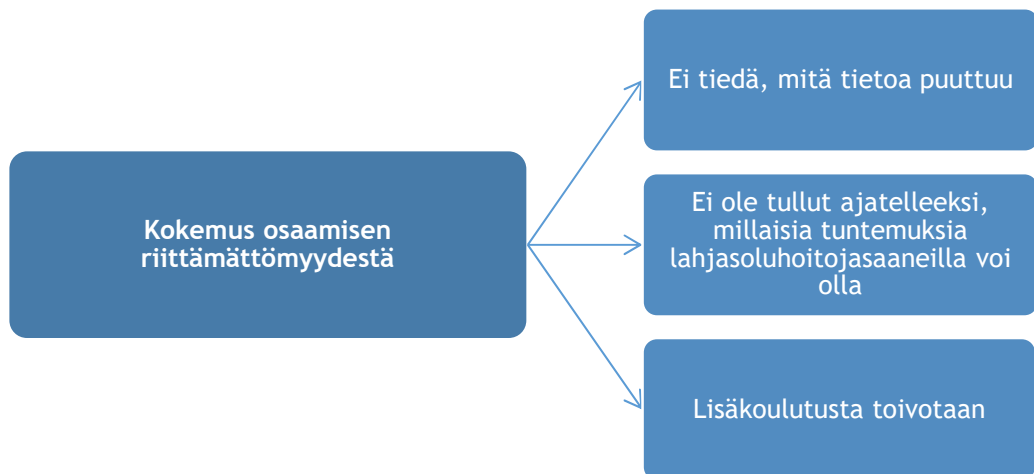 Kokemus osaamisen
riittämättömyydestä
Ei tiedä, mitä tietoa puuttuu
Ei ole tullut ajatelleeksi,
millaisia tuntemuksia
lahjasoluhoitojasaaneilla voi
olla
Lisäkoulutusta toivotaan